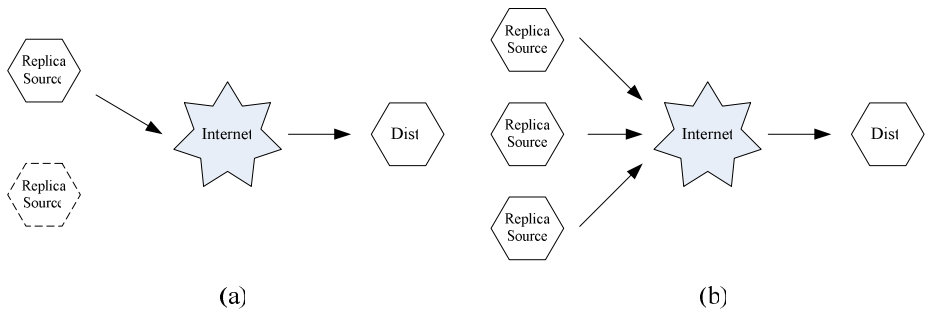 Replica
Source
Replica
Source
Internet
Dist
(a)
Replica
Source
Replica
Source
Replica
Source
Internet
Dist
(b)